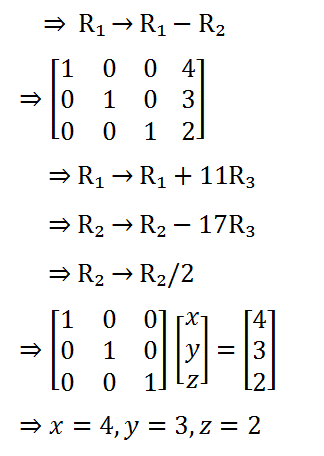 ⇒ R₁ → R₁ − R₂
⇒ [1 0 0 4]
[0 1 0 3]
[0 0 1 2]
⇒ R₁ → R₁ + 11R₃
⇒ R₂ → R₂ − 17R₃
⇒ R₂ → R₂/2
⇒ [1 0 0] [x] = [4]
[0 1 0] [y] [3]
[0 0 1] [z] [2]
⇒ x = 4, y = 3, z = 2